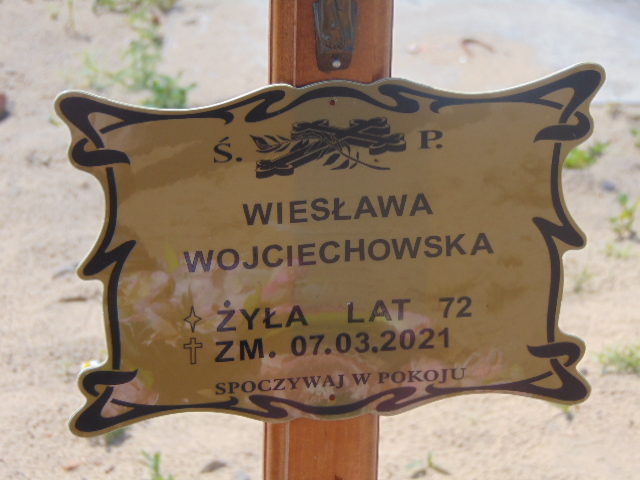 Ś. P.
WIESŁAWA
WOJCIECHOWSKA
ŻYŁA LAT 72
ZM. 07.03.2021
SPOCZYWAJ W POKOJU